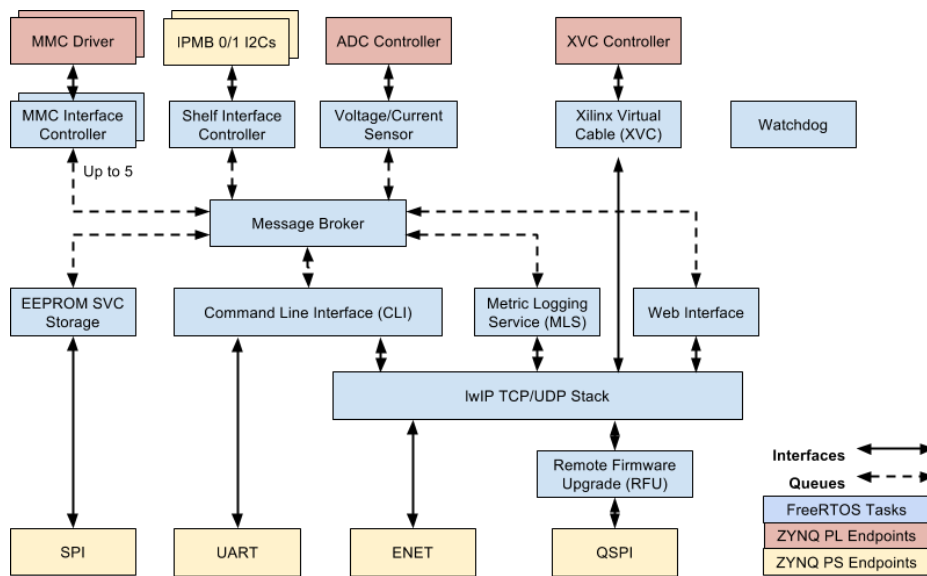 MMC Driver
IPMB 0/1 I2Cs
ADC Controller
XVC Controller
MMC Interface
Controller
Shelf Interface
Controller
Voltage/Current
Sensor
Xilinx Virtual
Cable (XVC)
Watchdog
Up to 5
Message Broker
EEPROM SVC
Storage
Command Line Interface (CLI)
Metric Logging
Service (MLS)
Web Interface
lwIP TCP/UDP Stack
Remote Firmware
Upgrade (RFU)
Interfaces
Queues
FreeRTOS Tasks
ZYNQ PL Endpoints
ZYNQ PS Endpoints
SPI
UART
ENET
QSPI